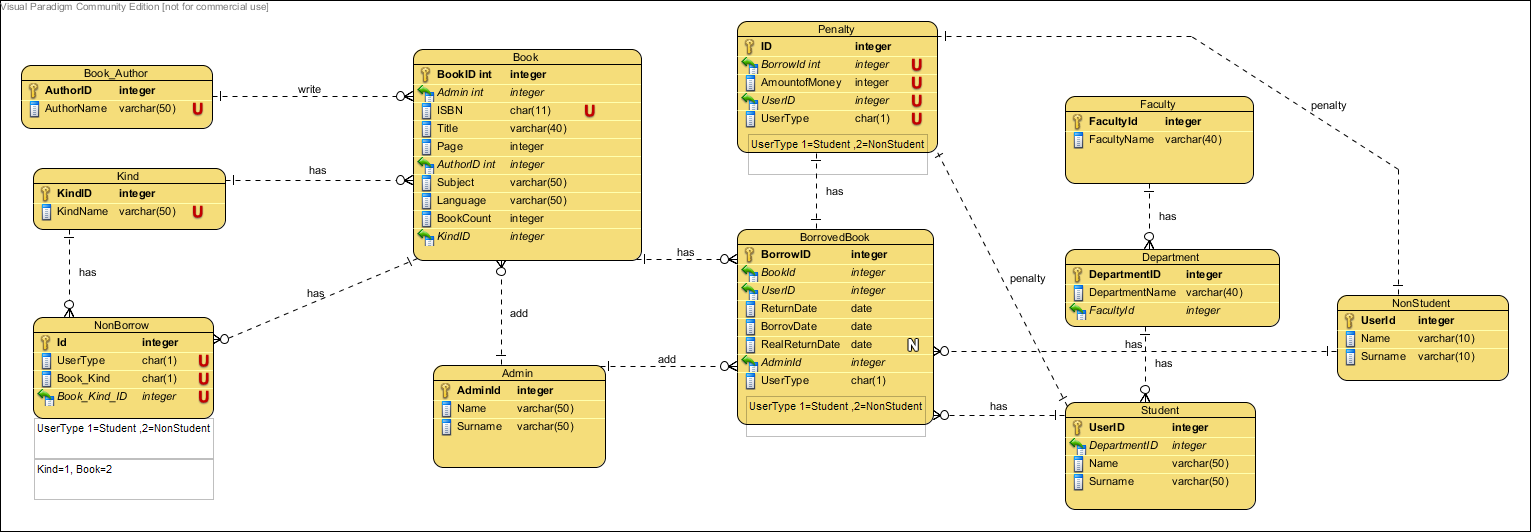 Visual Paradigm Community Edition [not for commercial use]
Book_Author
AuthorID integer
AuthorName varchar(50) U
write
Kind
KindID integer
KindName varchar(50) U
has
has
NonBorrow
Id integer
UserType char(1) U
Book_Kind char(1) U
Book_Kind_ID integer U
UserType 1=Student ,2=NonStudent
Kind=1, Book=2
has
Book
BookID int integer
Admin int integer
ISBN char(11) U
Title varchar(40)
Page integer
AuthorID int integer
Subject varchar(50)
Language varchar(50)
BookCount integer
KindID integer
add
Admin
AdminId integer
Name varchar(50)
Surname varchar(50)
has
add
Penalty
ID integer
BorrowId int integer U
AmountofMoney integer U
UserID integer U
UserType char(1) U
UserType 1=Student ,2=NonStudent
has
BorrovedBook
BorrowID integer
BookId integer
UserID integer
ReturnDate date
BorrovDate date
RealReturnDate date N
AdminId integer
UserType char(1)
UserType 1=Student ,2=NonStudent
penalty
penalty
Faculty
FacultyId integer
FacultyName varchar(40)
has
Department
DepartmentID integer
DepartmentName varchar(40)
FacultyId integer
has
has
has
Student
UserID integer
DepartmentID integer
Name varchar(50)
Surname varchar(50)
NonStudent
UserId integer
Name varchar(10)
Surname varchar(10)